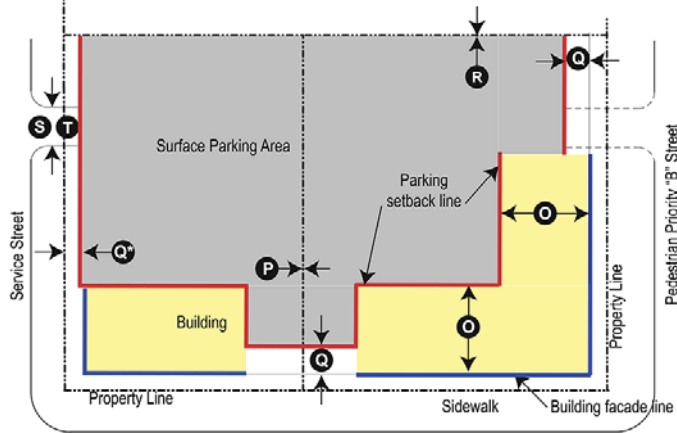 Q
R
S T
Surface Parking Area
Parking
setback line
O
Q*
P
Service Street
Pedestrian Priority "B" Street
Building
O
Q
Property Line
Property Line
Sidewalk
Building facade line